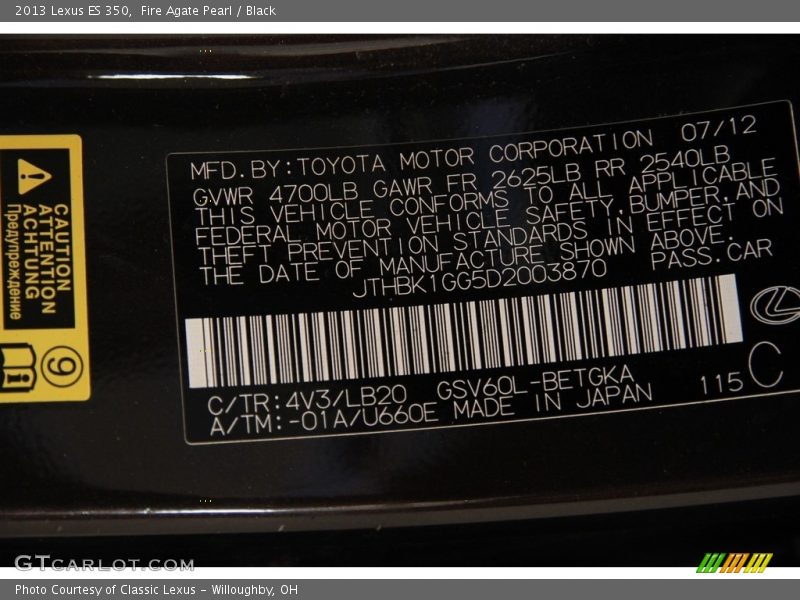 2013 Lexus ES 350,  Fire Agate Pearl / Black
MFD.BY:TOYOTA MOTOR CORPORATION 07/12
GVWR 4700LB GAWR FR 2625LB RR 2540LB
THIS VEHICLE CONFORMS TO ALL APPLICABLE
FEDERAL MOTOR VEHICLE SAFETY,BUMPER,AND
THEFT PREVENTION STANDARDS IN EFFECT ON
THE DATE OF MANUFACTURE SHOWN ABOVE.
JTHBK1GG5D2003870 PASS.CAR
C/TR:4V3/LB20 GSV60L-BETGKA
A/TM:-01A/U660E MADE IN JAPAN 115 C
CAUTION
ATTENTION
ACHTUNG
Предупреждение
9
GTCARLOT.COM
Photo Courtesy of Classic Lexus - Willoughby, OH